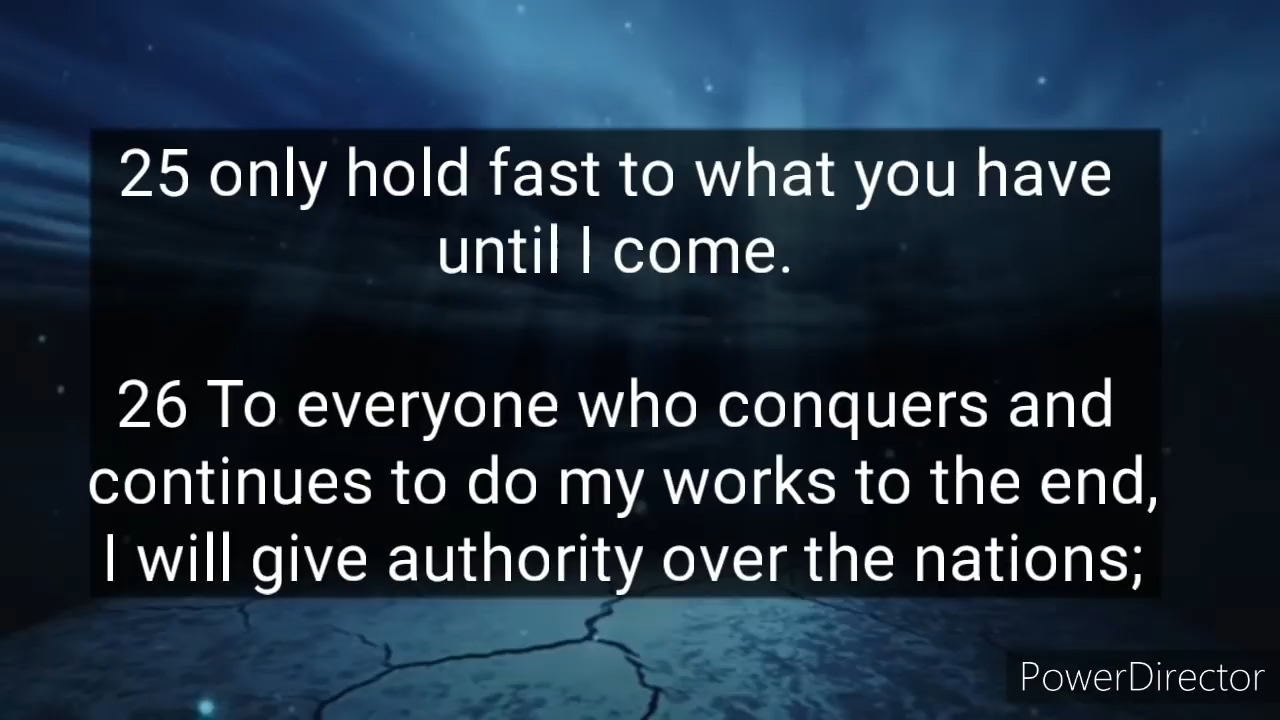 25 only hold fast to what you have
until I come.
26 To everyone who conquers and
continues to do my works to the end,
I will give authority over the nations;
PowerDirector